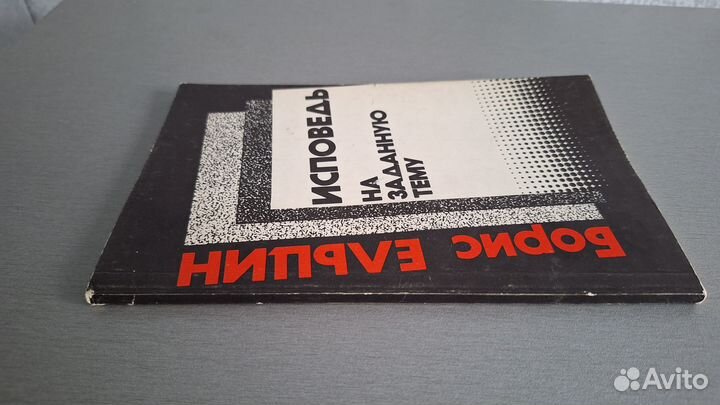 Борис ЕЛЬЦИН
ИСПОВЕДЬ
НА
ЗАДАННУЮ
ТЕМУ
Avito